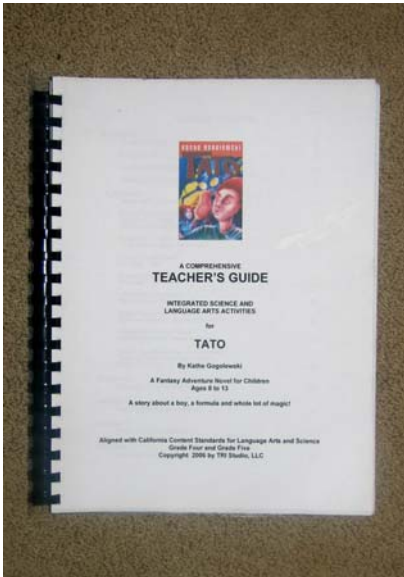 TATO
A COMPREHENSIVE
TEACHER'S GUIDE
INTEGRATED SCIENCE AND
LANGUAGE ARTS ACTIVITIES
for
TATO
By Kathe Gogolewski
A Fantasy Adventure Novel for Children
Ages 8 to 13
A story about a boy, a formula and whole lot of magic!
Aligned with California Content Standards for Language Arts and Science
Grade Four and Grade Five
Copyright 2006 by TRI Studio, LLC